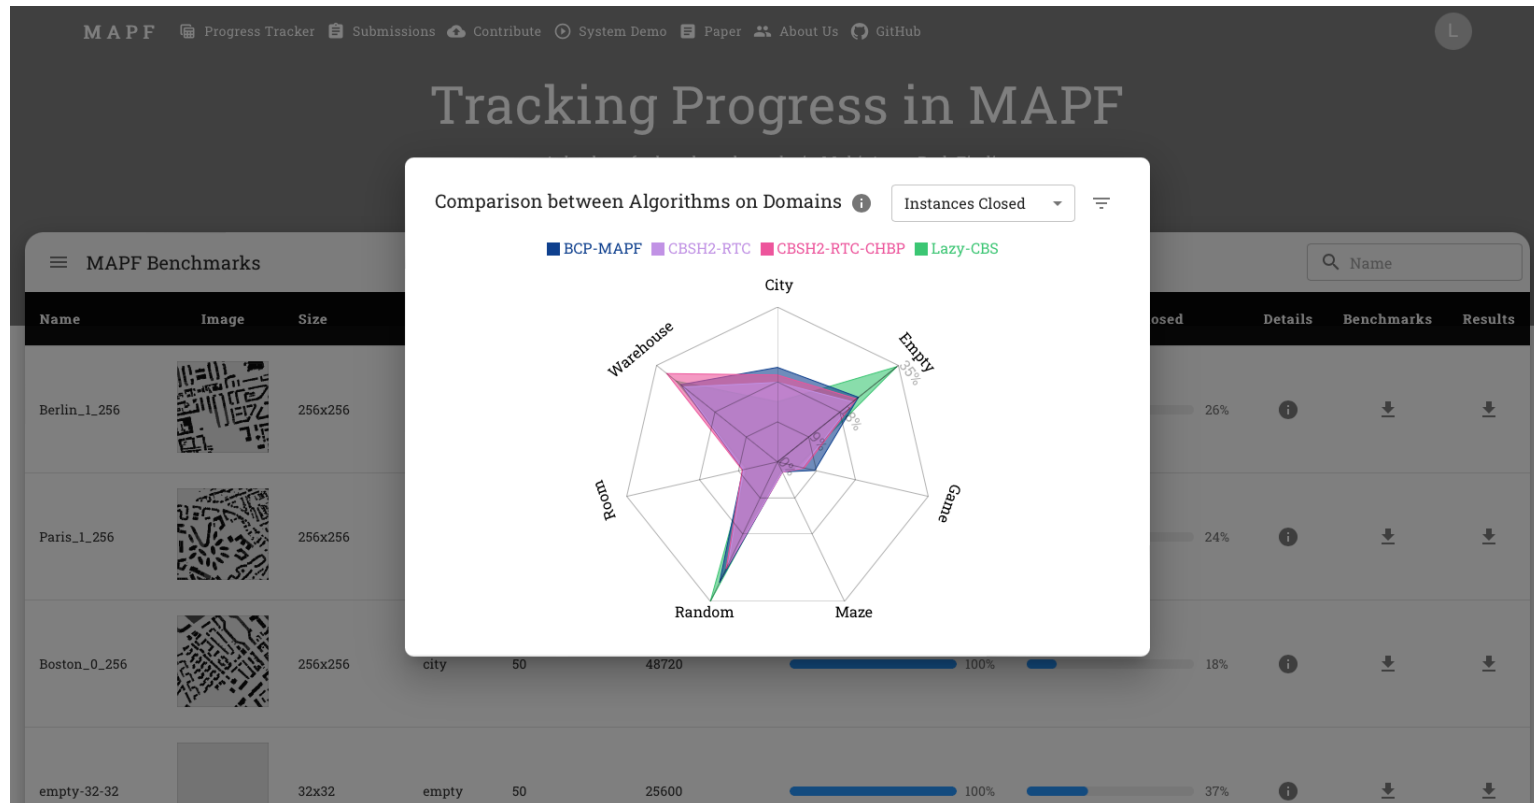 MAPF Progress Tracker Submissions Contribute System Demo Paper About Us GitHub L
Tracking Progress in MAPF
Comparison between Algorithms on Domains Instances Closed
BCP-MAPF CBSH2-RTC CBSH2-RTC-CHBP Lazy-CBS
MAPF Benchmarks Name
City
Warehouse
Empty
35%
9%
0%
Room
Game
Random
Maze
Name Image Size Details Benchmarks Results
Berlin_1_256 256x256 26%
Paris_1_256 256x256 24%
Boston_0_256 256x256 city 50 48720 100% 18%
empty-32-32 32x32 empty 50 25600 100% 37%